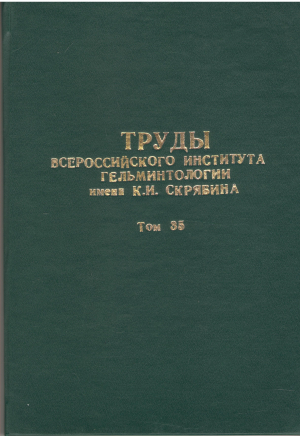 ТРУДЫ
ВСЕРОССИЙСКОГО ИНСТИТУТА
ГЕЛЬМИНТОЛОГИИ
имени К.И. СКРЯБИНА
Том 35